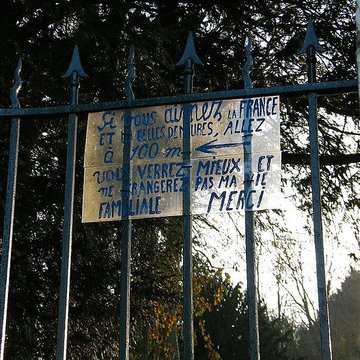 Si vous aimez LA FRANCE
ET LES BELLES DEMEURES, ALLEZ
à 100 m
VOUS VERREZ MIEUX ET
NE DRANGEREZ PAS MA VIE
FAMILIALE MERCI